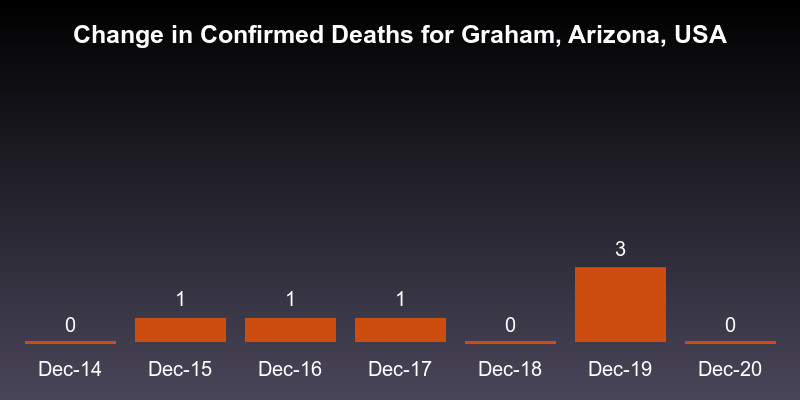 Change in Confirmed Deaths for Graham, Arizona, USA
3
1 1 1
0 0 0
Dec-14 Dec-15 Dec-16 Dec-17 Dec-18 Dec-19 Dec-20